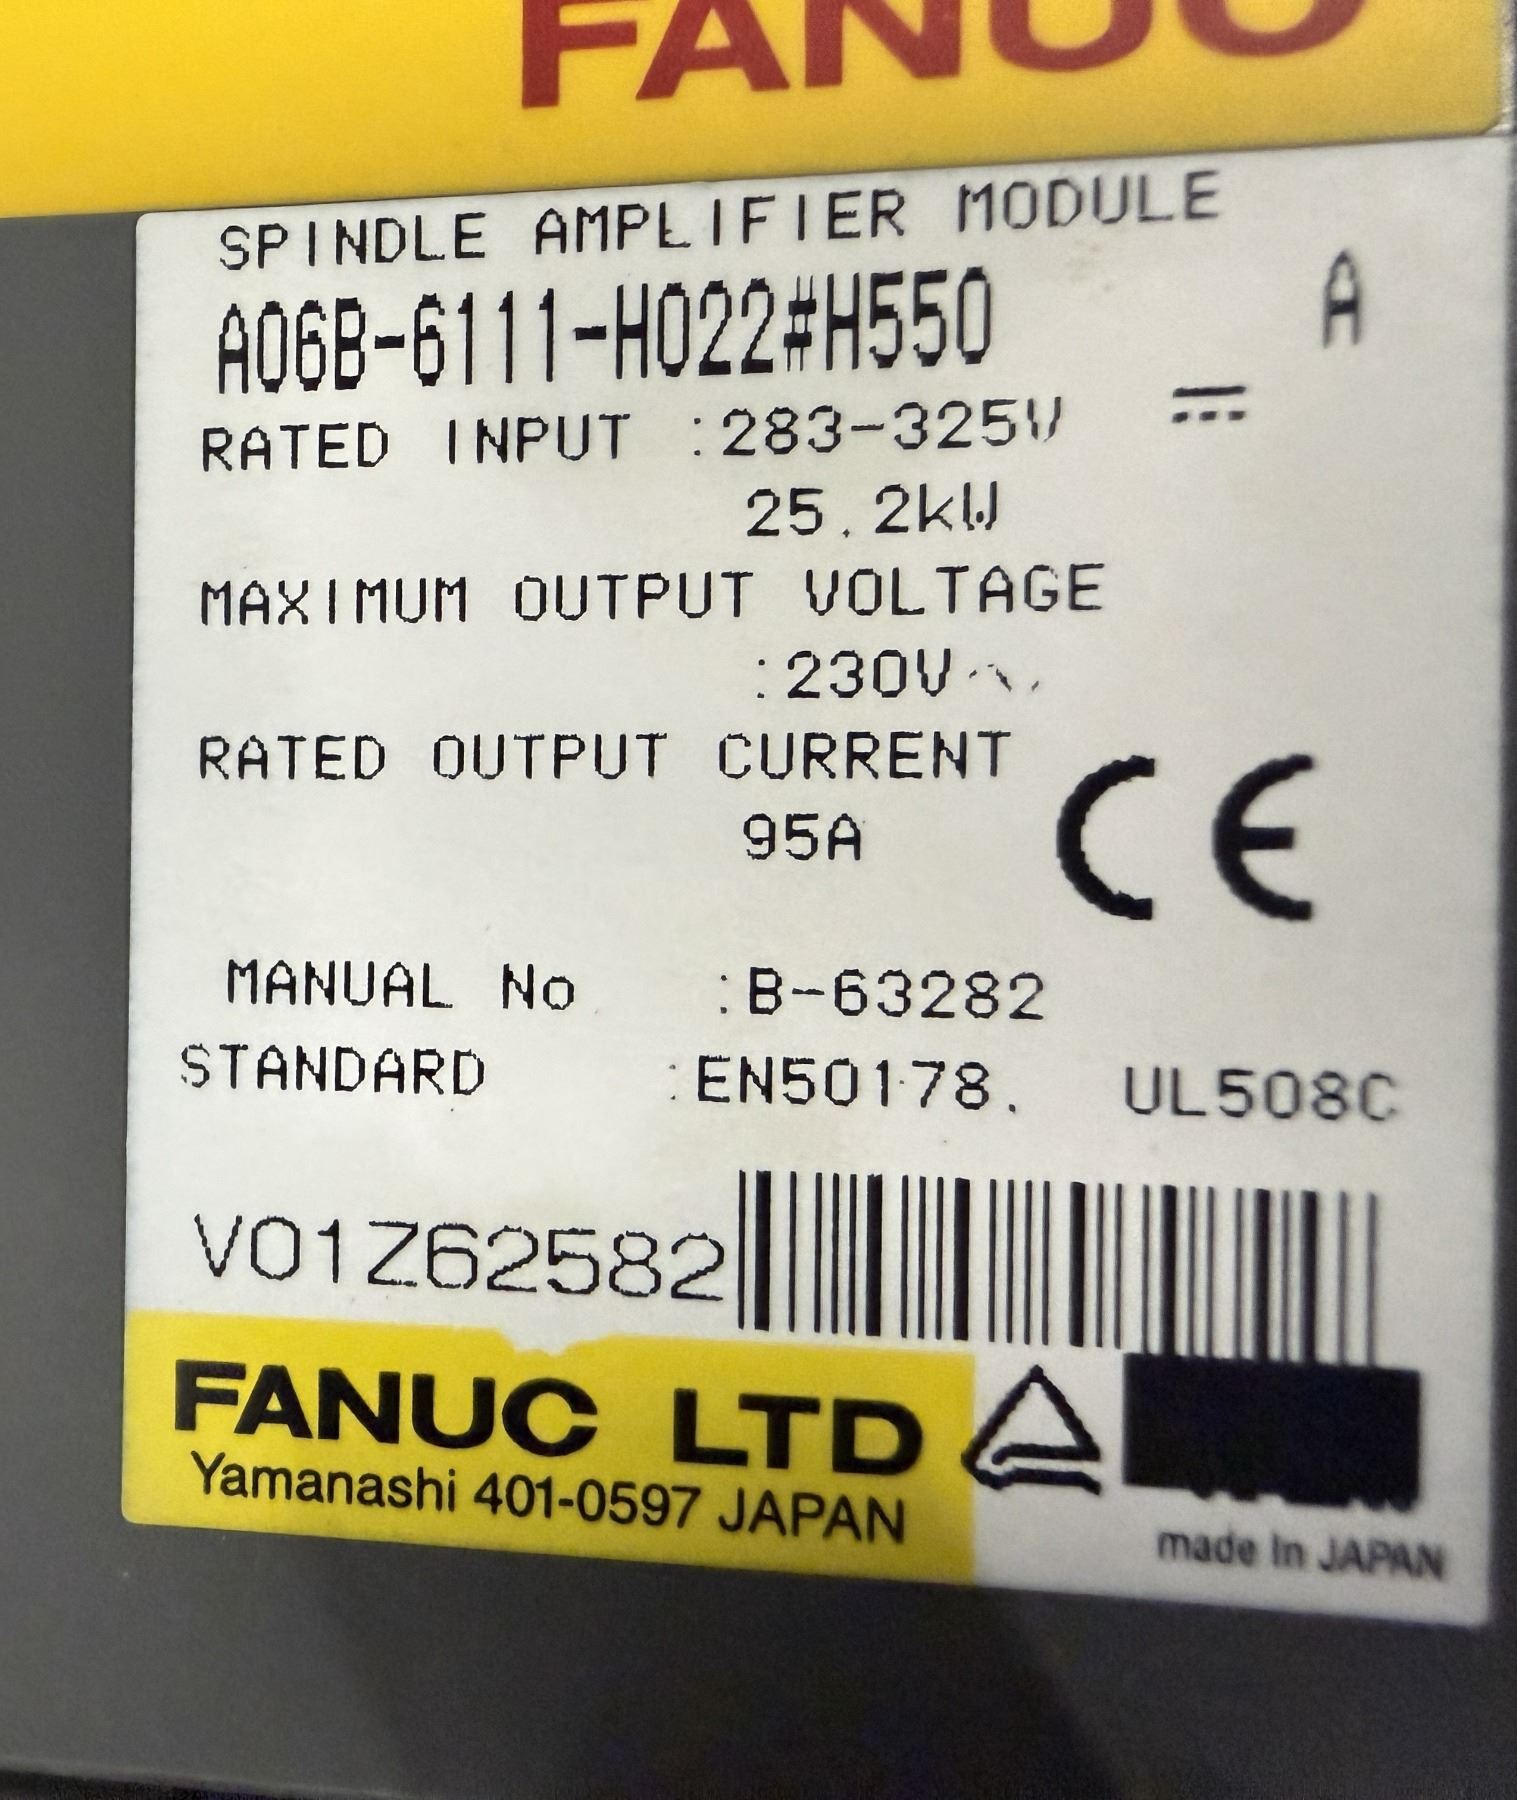 FANUC
SPINDLE AMPLIFIER MODULE
A06B-6111-H022#H550 A
RATED INPUT :283-325V ⎓
25.2kW
MAXIMUM OUTPUT VOLTAGE
:230V~
RATED OUTPUT CURRENT
95A
CE
MANUAL No :B-63282
STANDARD :EN50178. UL508C
V01Z62582
FANUC LTD
Yamanashi 401-0597 JAPAN
made in JAPAN